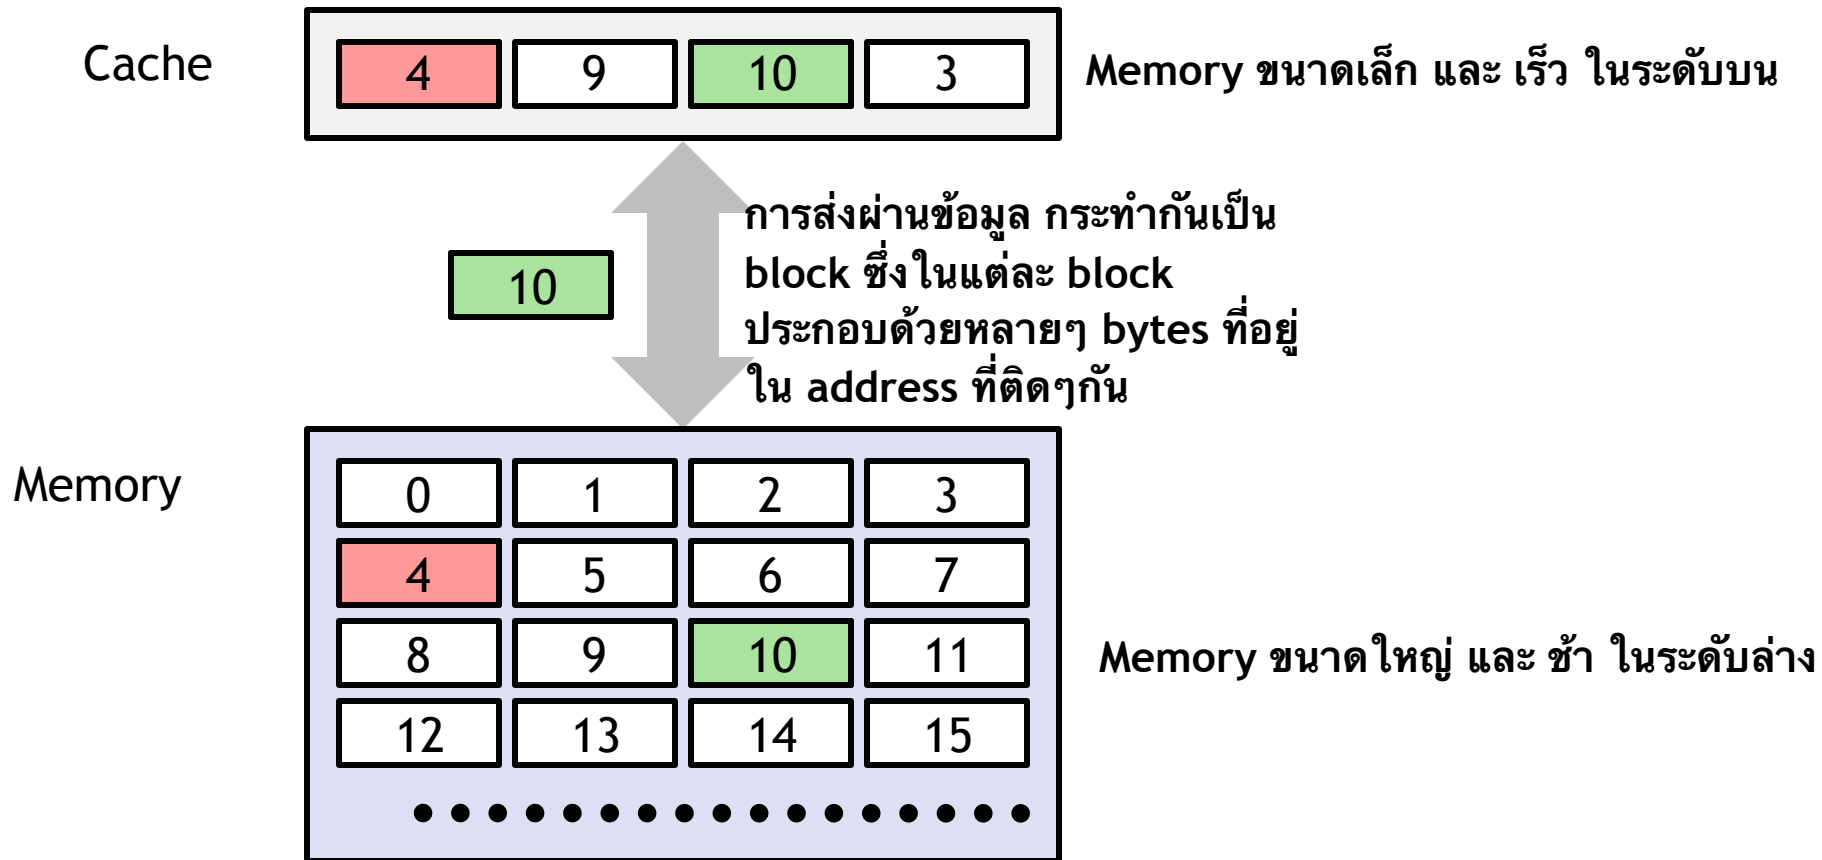 Cache
4 9 10 3
Memory ขนาดเล็ก และ เร็ว ในระดับบน
การส่งผ่านข้อมูล กระทำกันเป็น
block ซึ่งในแต่ละ block
ประกอบด้วยหลายๆ bytes ที่อยู่
ใน address ที่ติดๆกัน
10
Memory
0 1 2 3
4 5 6 7
8 9 10 11
Memory ขนาดใหญ่ และ ช้า ในระดับล่าง
12 13 14 15